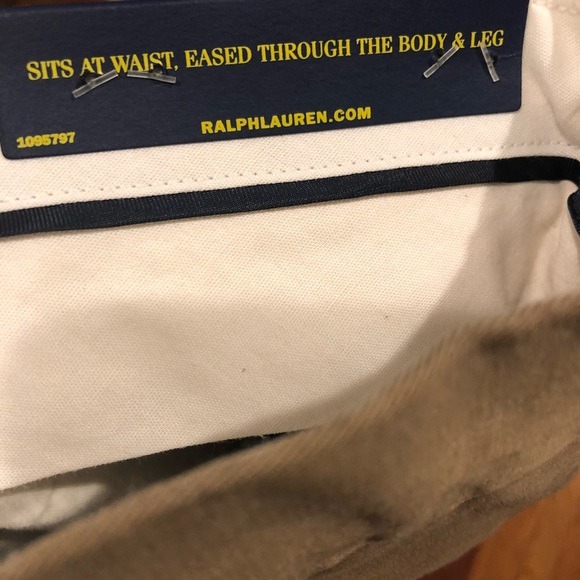 SITS AT WAIST, EASED THROUGH THE BODY & LEG
RALPHLAUREN.COM
1095797